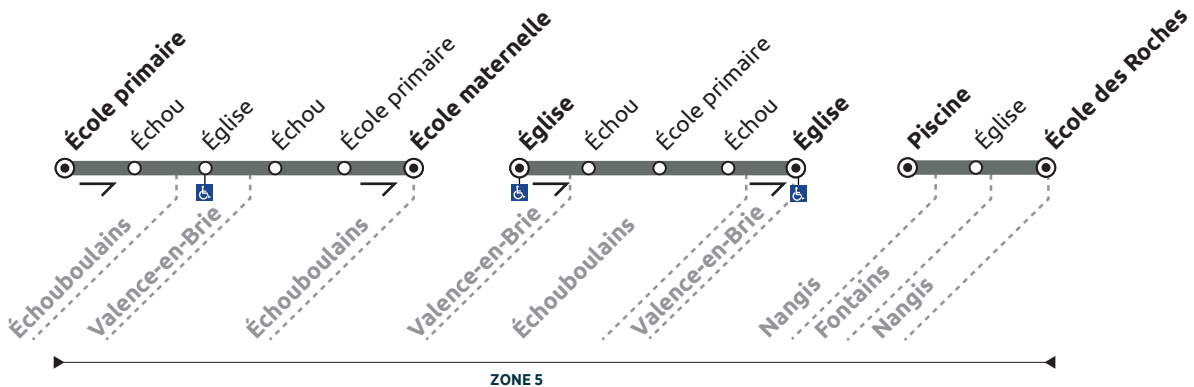 École primaire
Échou
Église
Échou
École primaire
École maternelle
Église
Échou
École primaire
Échou
Église
Piscine
Église
École des Roches
Échouboulains
Valence-en-Brie
Échouboulains
Valence-en-Brie
Échouboulains
Valence-en-Brie
Nangis
Fontains
Nangis
ZONE 5